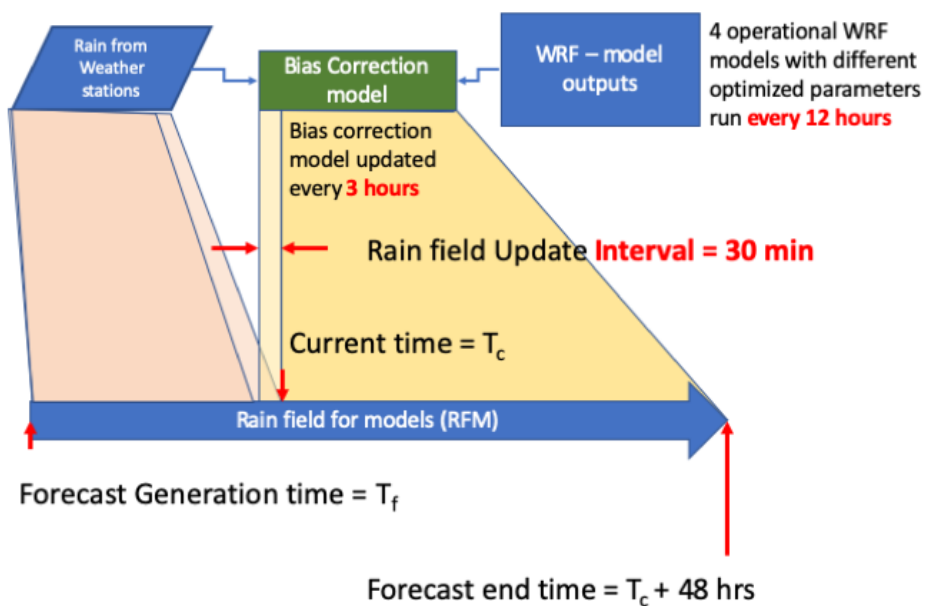 Rain from
Weather
stations
Bias Correction
model
WRF – model
outputs
4 operational WRF
models with different
optimized parameters
run every 12 hours
Bias correction
model updated
every 3 hours
Rain field Update Interval = 30 min
Current time = Tc
Rain field for models (RFM)
Forecast Generation time = Tf
Forecast end time = Tc + 48 hrs